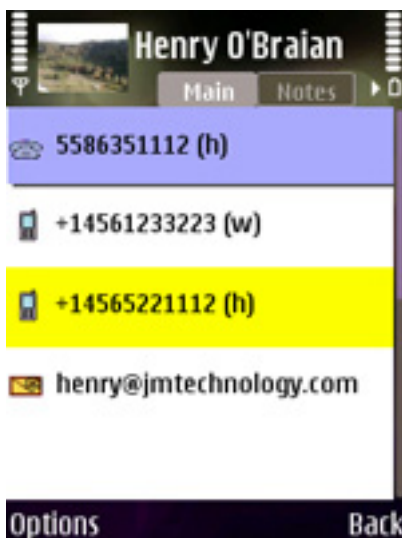 Henry O'Braian
Main Notes
5586351112 (h)
+14561233223 (w)
+14565221112 (h)
henry@jmtechnology.com
Options Back